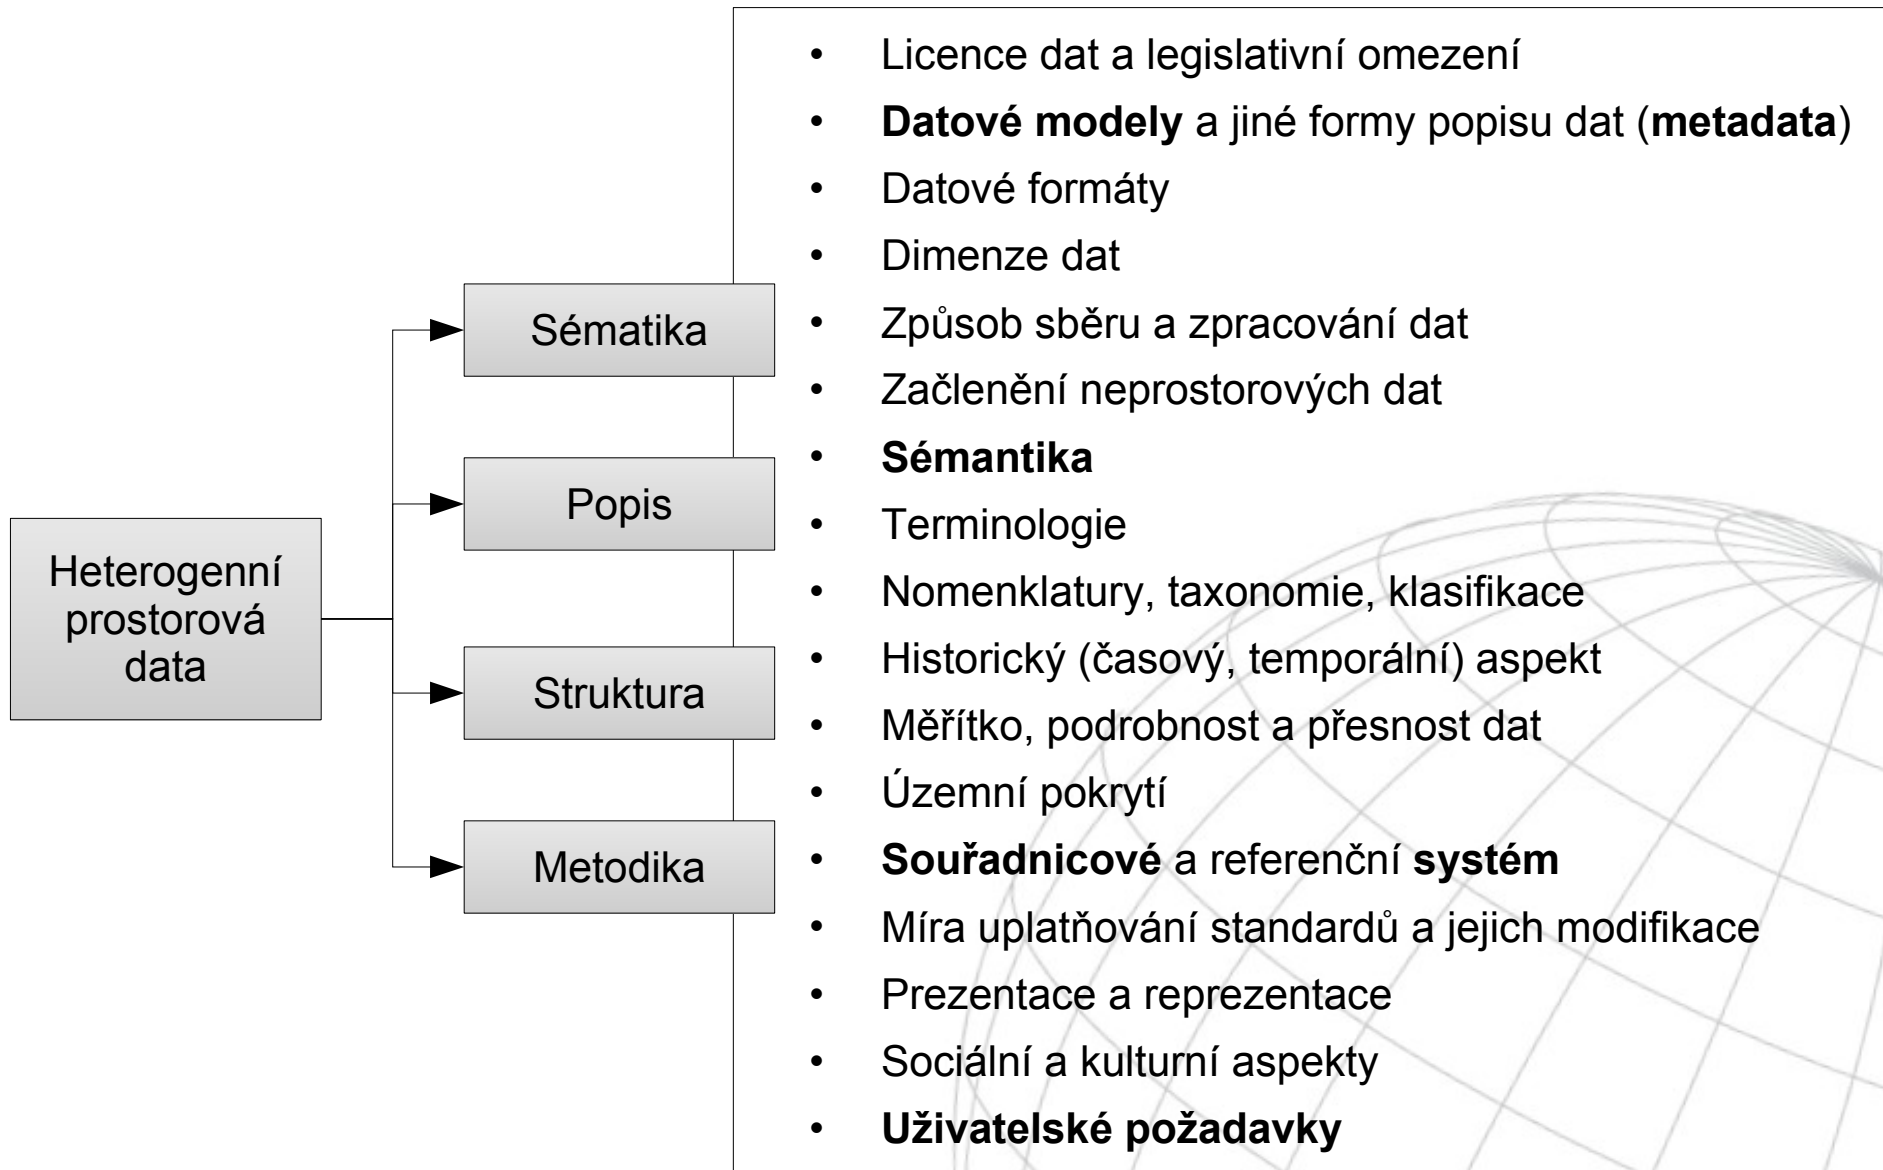 Heterogenní
prostorová
data
Sématika
Popis
Struktura
Metodika
• Licence dat a legislativní omezení
• Datové modely a jiné formy popisu dat (metadata)
• Datové formáty
• Dimenze dat
• Způsob sběru a zpracování dat
• Začlenění neprostorových dat
• Sémantika
• Terminologie
• Nomenklatury, taxonomie, klasifikace
• Historický (časový, temporální) aspekt
• Měřítko, podrobnost a přesnost dat
• Územní pokrytí
• Souřadnicové a referenční systém
• Míra uplatňování standardů a jejich modifikace
• Prezentace a reprezentace
• Sociální a kulturní aspekty
• Uživatelské požadavky